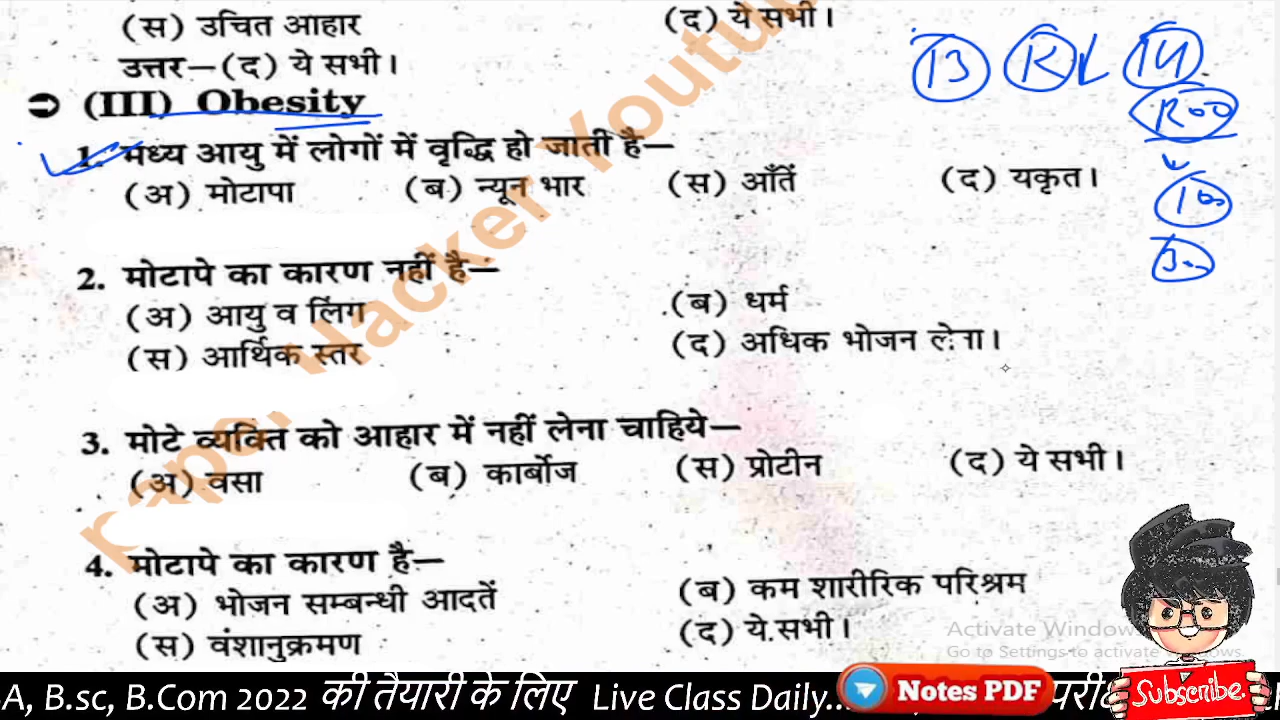 (स) उचित आहार (द) ये सभी।
उत्तर—(द) ये सभी।
(III) Obesity
1. मध्य आयु में लोगों में वृद्धि हो जाती है—
(अ) मोटापा (ब) न्यून भार (स) आँतें (द) यकृत।
2. मोटापे का कारण नहीं है—
(अ) आयु व लिंग (ब) धर्म
(स) आर्थिक स्तर (द) अधिक भोजन लेना।
3. मोटे व्यक्ति को आहार में नहीं लेना चाहिये—
(अ) वसा (ब) कार्बोज (स) प्रोटीन (द) ये सभी।
4. मोटापे का कारण है—
(अ) भोजन सम्बन्धी आदतें (ब) कम शारीरिक परिश्रम
(स) वंशानुक्रमण (द) ये सभी।
Hacker
Activate Windows
Go to Settings to activate Windows.
-A, B.sc, B.Com 2022 की तैयारी के लिए Live Class Daily..
Notes PDF
Subscribe